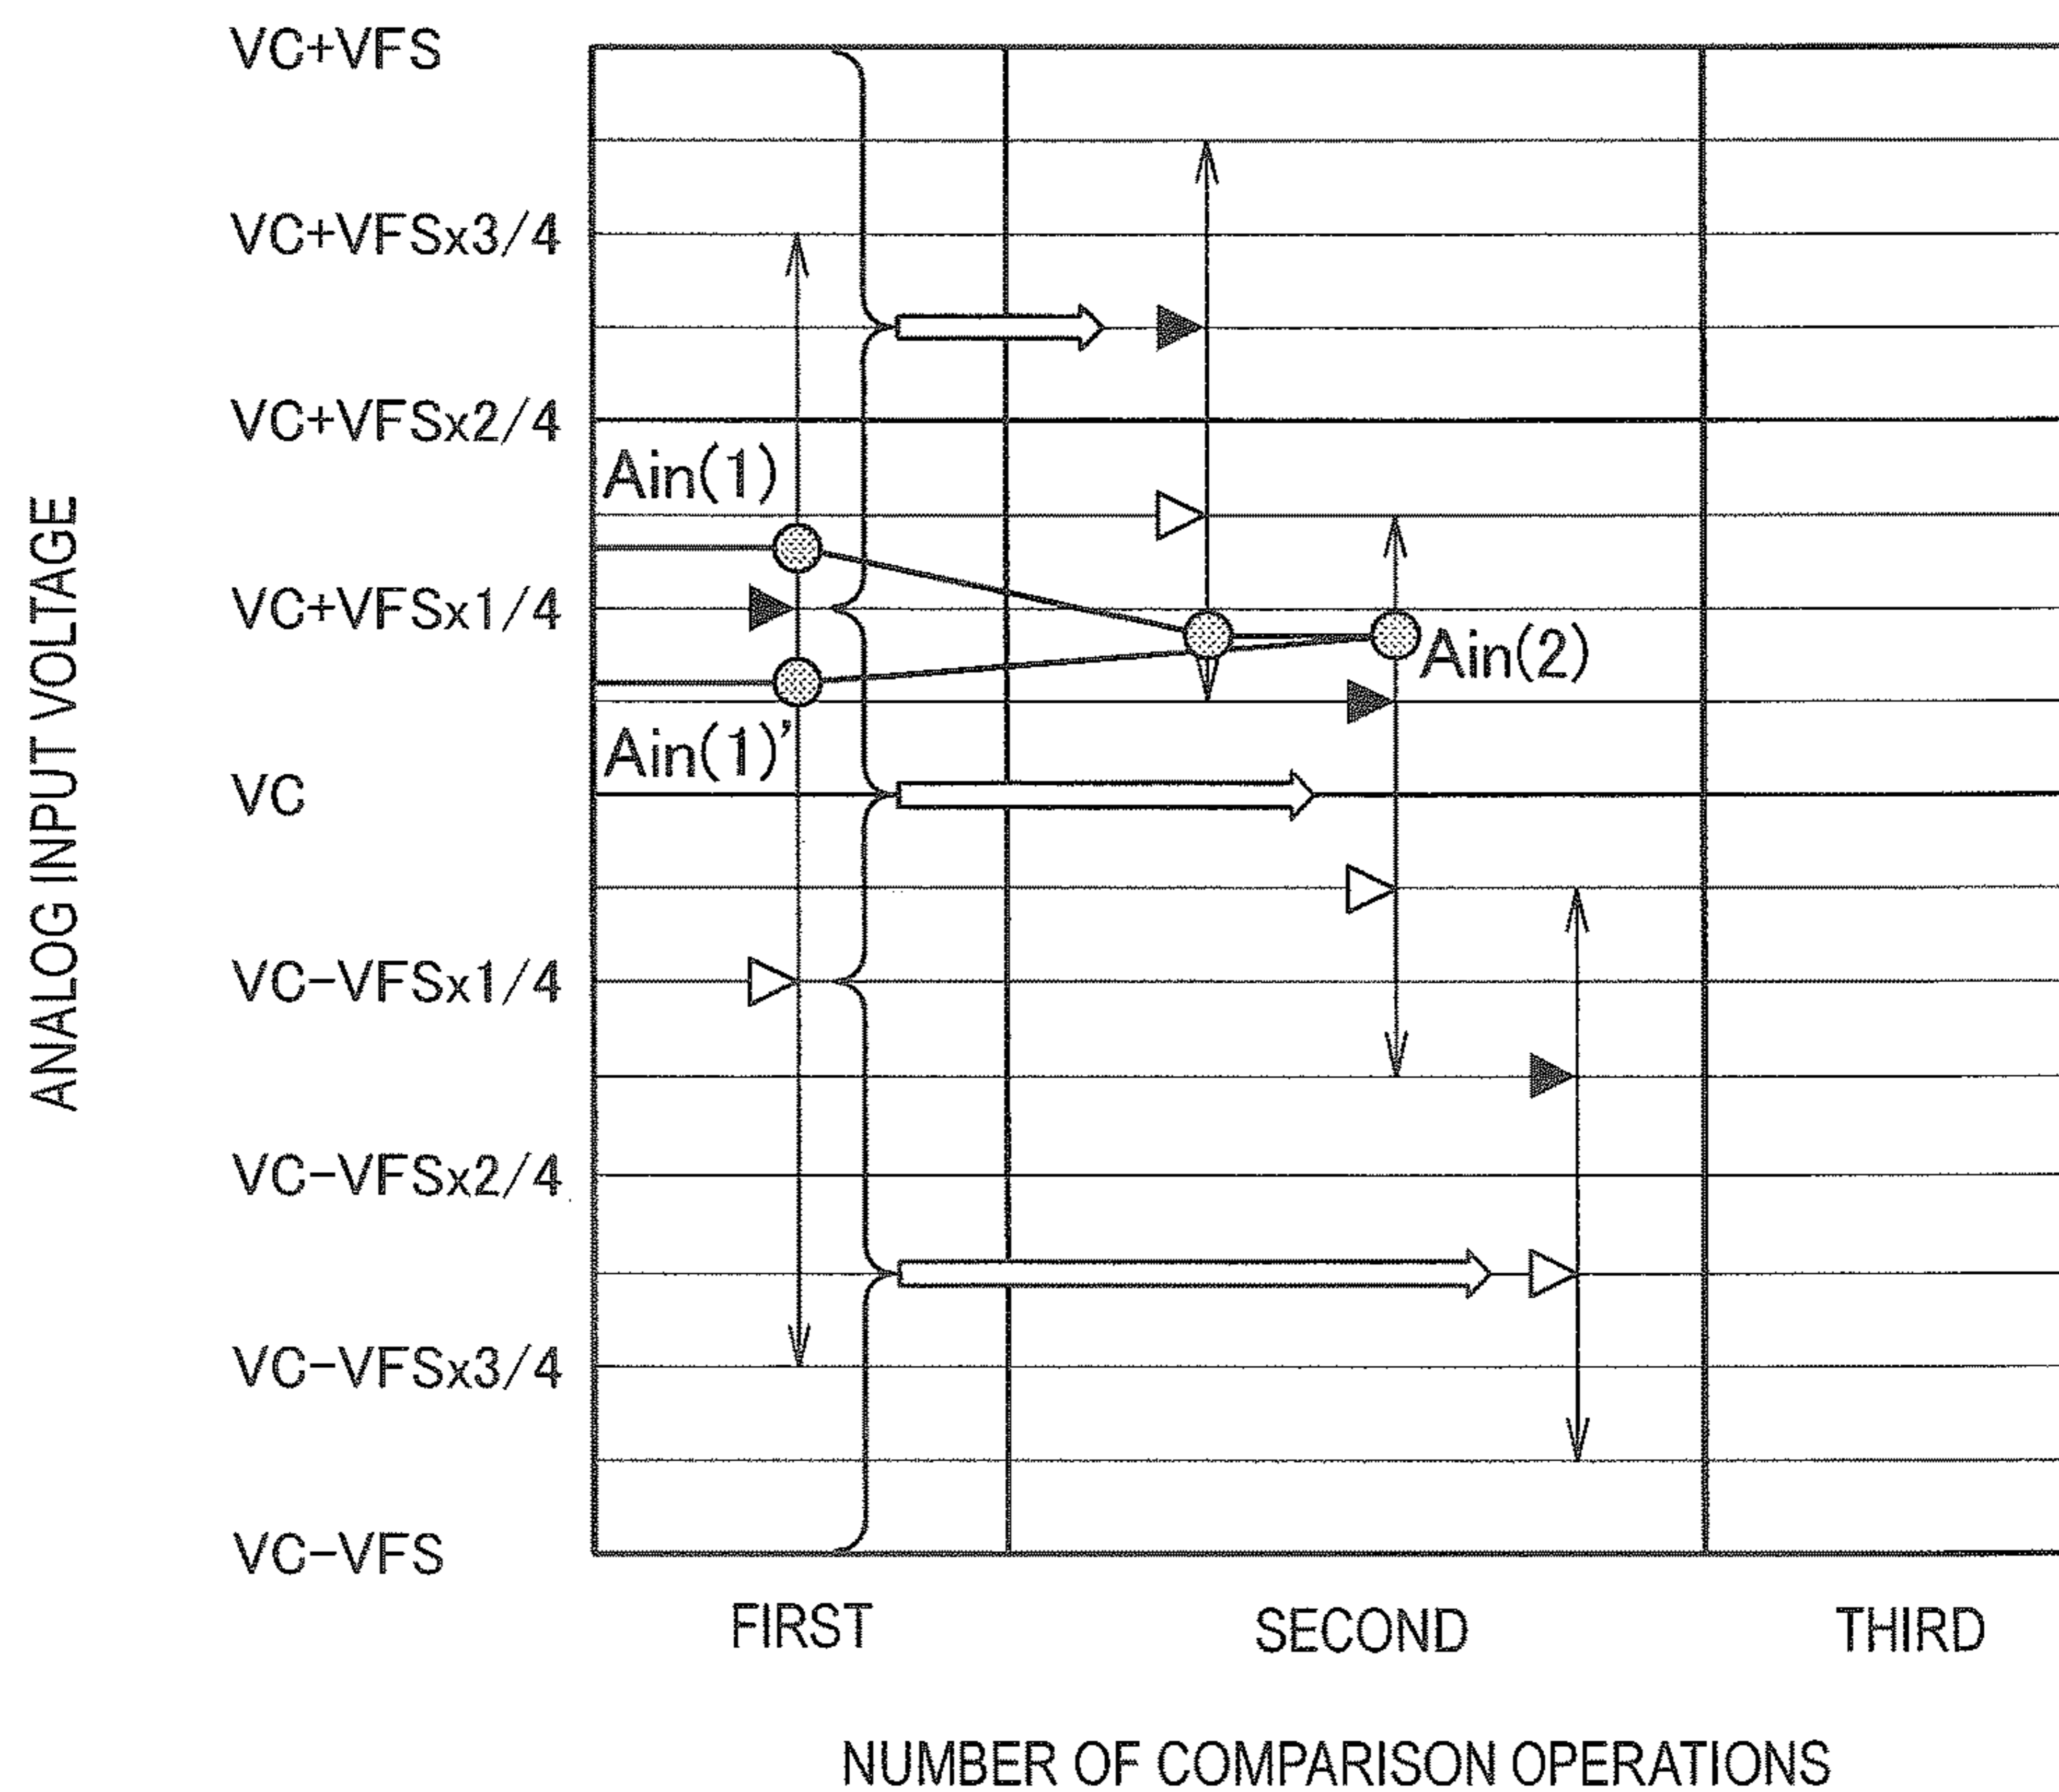 VC+VFS
VC+VFSx3/4
VC+VFSx2/4
Ain(1)
VC+VFSx1/4
Ain(2)
Ain(1)'
VC
VC-VFSx1/4
VC-VFSx2/4
VC-VFSx3/4
VC-VFS
ANALOG INPUT VOLTAGE
FIRST
SECOND
THIRD
NUMBER OF COMPARISON OPERATIONS